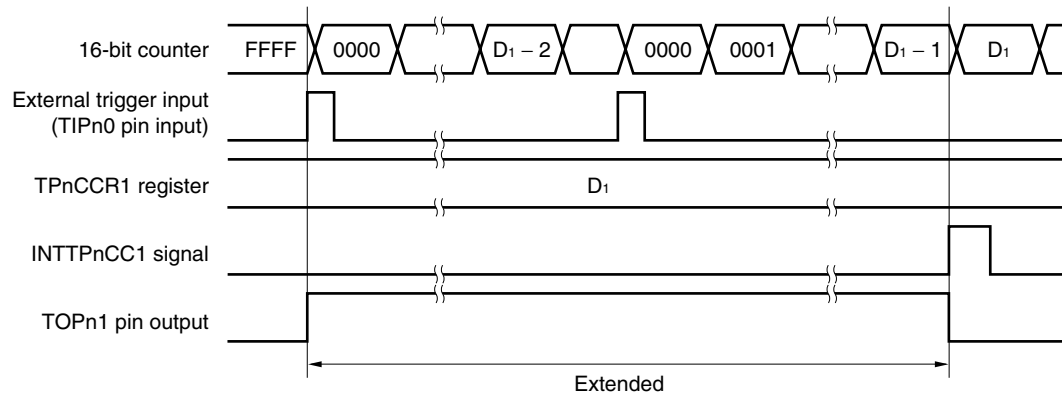 16-bit counter FFFF 0000 D1 – 2 0000 0001 D1 – 1 D1
External trigger input
(TIPn0 pin input)
TPnCCR1 register D1
INTTPnCC1 signal
TOPn1 pin output
Extended